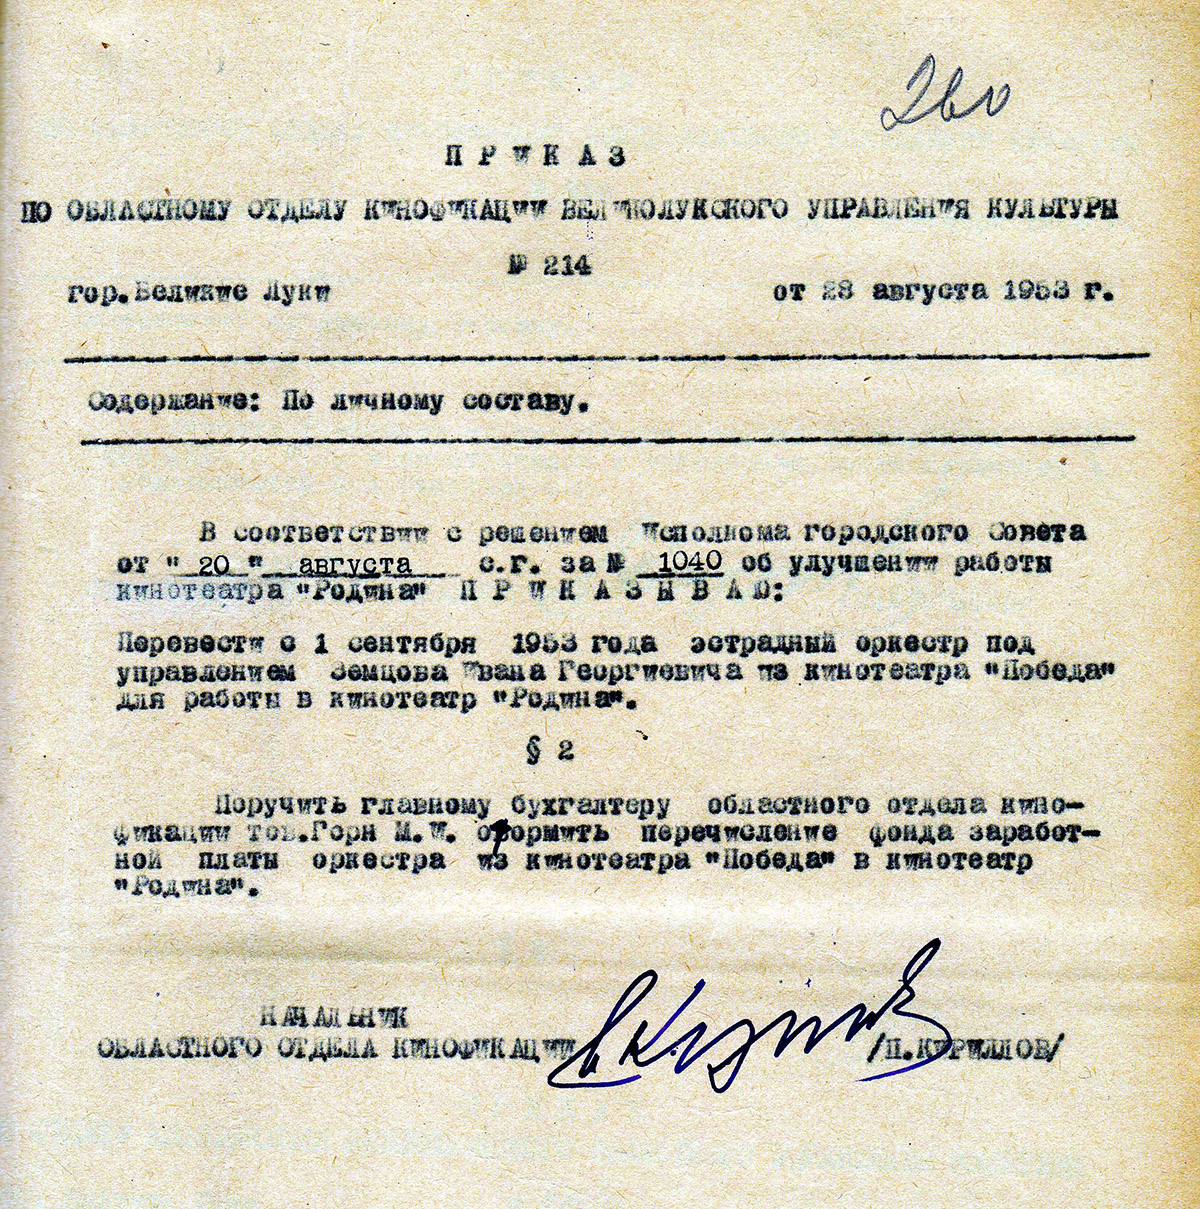 260
П Р И К А З
ПО ОБЛАСТНОМУ ОТДЕЛУ КИНОФИКАЦИИ ВЕЛИКОЛУКСКОГО УПРАВЛЕНИЯ КУЛЬТУРЫ
№ 214
гор.Великие Луки от 28 августа 1953 г.
Содержание: По личному составу.
В соответствии с решением Исполкома городского Совета
от "20" августа с.г. за № 1040 об улучшении работы
кинотеатра "Родина" П Р И К А З Ы В А Ю:
Перевести с 1 сентября 1953 года эстрадный оркестр под
управлением Земцова Ивана Георгиевича из кинотеатра "Победа"
для работы в кинотеатр "Родина".
§ 2
Поручить главному бухгалтеру областного отдела кино-
фикации тов.Горн М.И. оформить перечисление фонда заработ-
ной платы оркестра из кинотеатра "Победа" в кинотеатр
"Родина".
НАЧАЛЬНИК
ОБЛАСТНОГО ОТДЕЛА КИНОФИКАЦИИ /П.КИРИЛЛОВ/